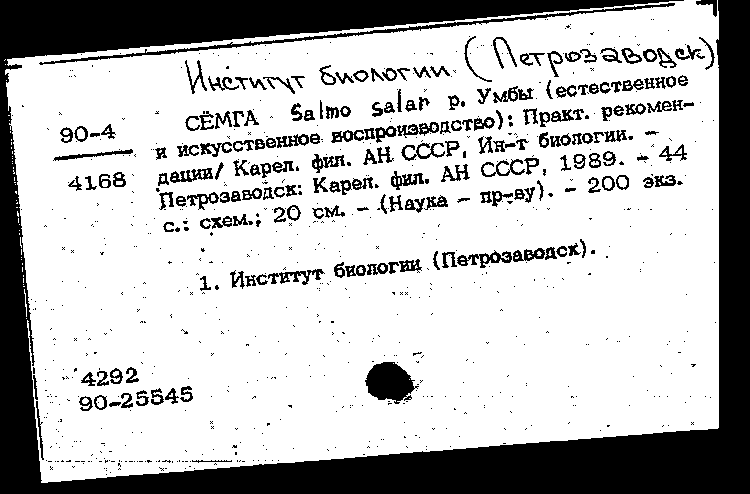 Институт биологии (Петрозаводск)
СЁМГА Salmo salar р. Умбы (естественное
90-4
и искусственное воспроизводство): Практ. рекомен-
4168
дации/ Карел. фил. АН СССР, Ин-т биологии. -
Петрозаводск: Карел. фил. АН СССР, 1989. - 44
с.: схем.; 20 см. - (Наука - пр-ву). - 200 экз.
1. Институт биологии (Петрозаводск).
4292
90-25545